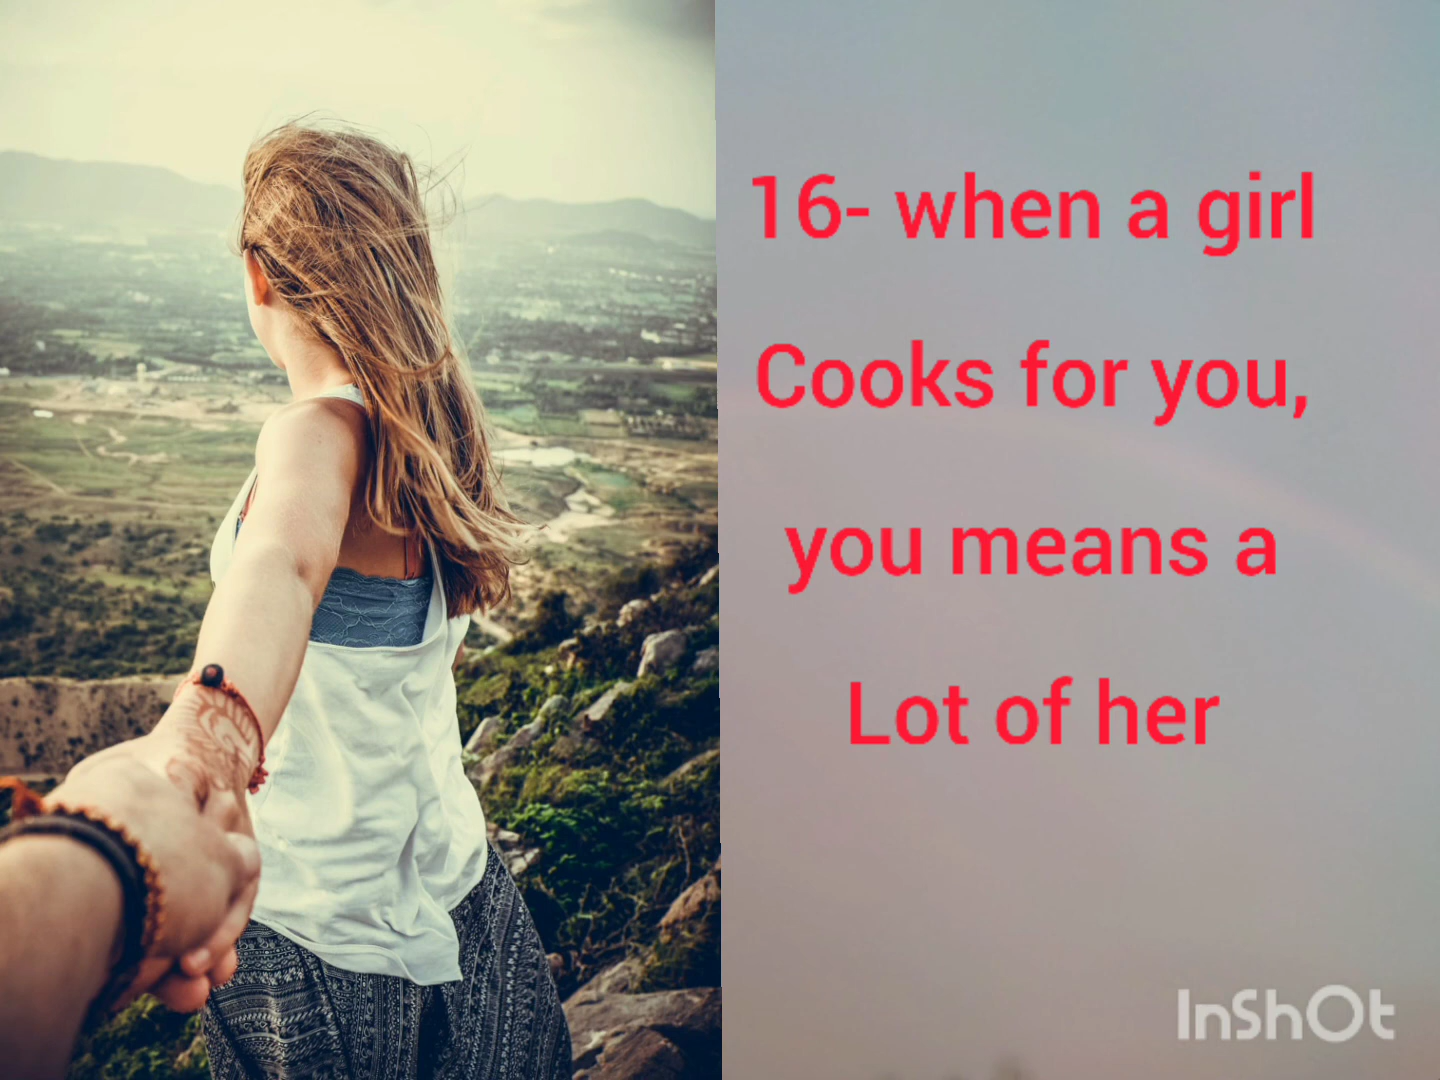 16- when a girl
Cooks for you,
you means a
Lot of her
InShOt